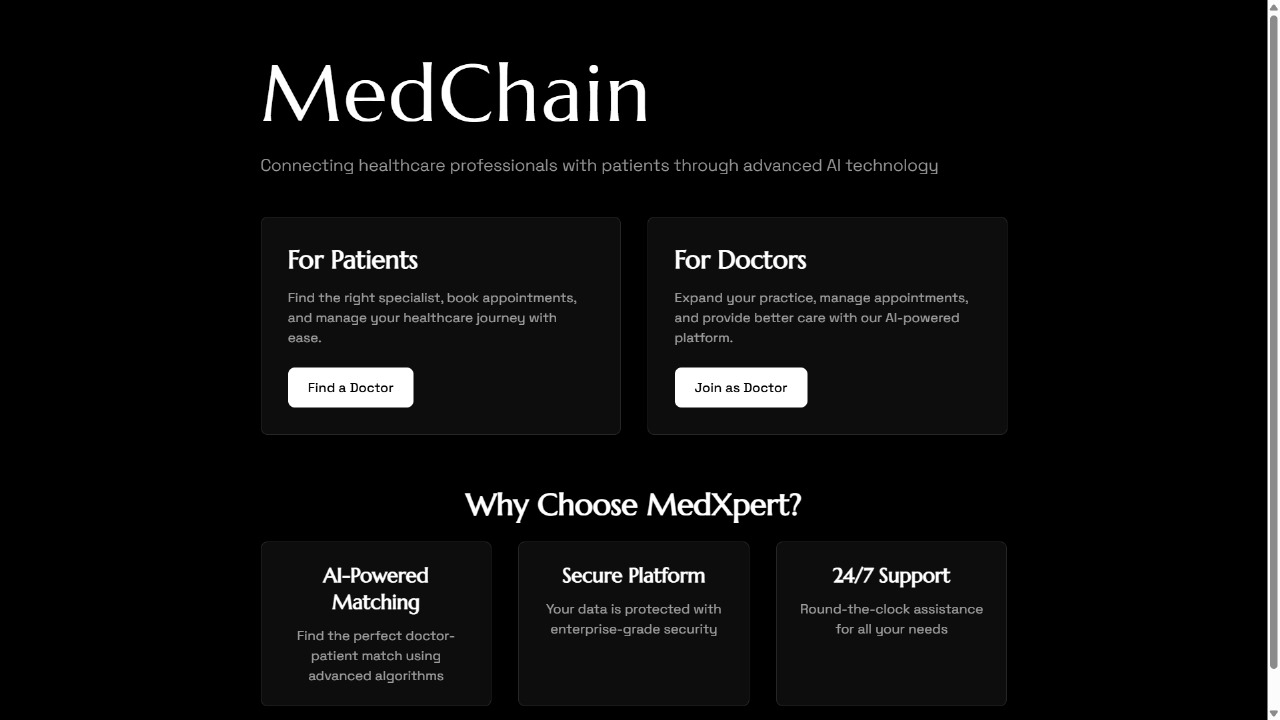 MedChain
Connecting healthcare professionals with patients through advanced AI technology
For Patients
Find the right specialist, book appointments,
and manage your healthcare journey with
ease.
Find a Doctor
For Doctors
Expand your practice, manage appointments,
and provide better care with our AI-powered
platform.
Join as Doctor
Why Choose MedXpert?
AI-Powered
Matching
Find the perfect doctor-
patient match using
advanced algorithms
Secure Platform
Your data is protected with
enterprise-grade security
24/7 Support
Round-the-clock assistance
for all your needs